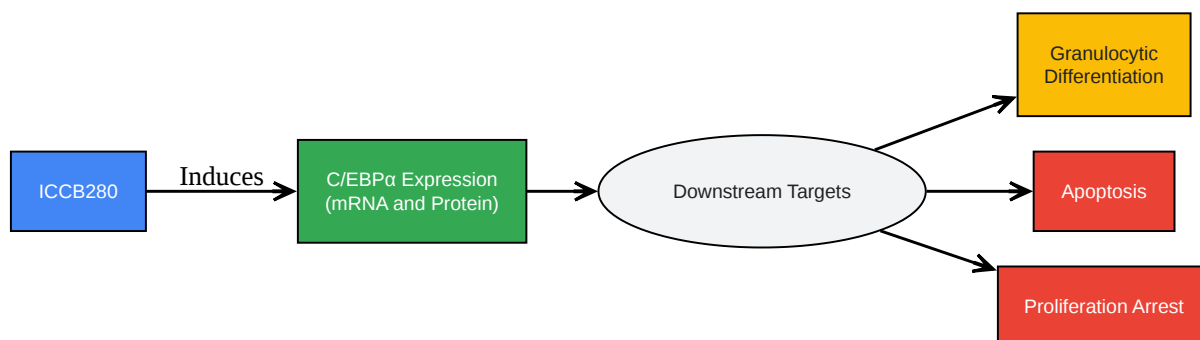 ICCB280
Induces
C/EBPα Expression
(mRNA and Protein)
Downstream Targets
Granulocytic
Differentiation
Apoptosis
Proliferation Arrest